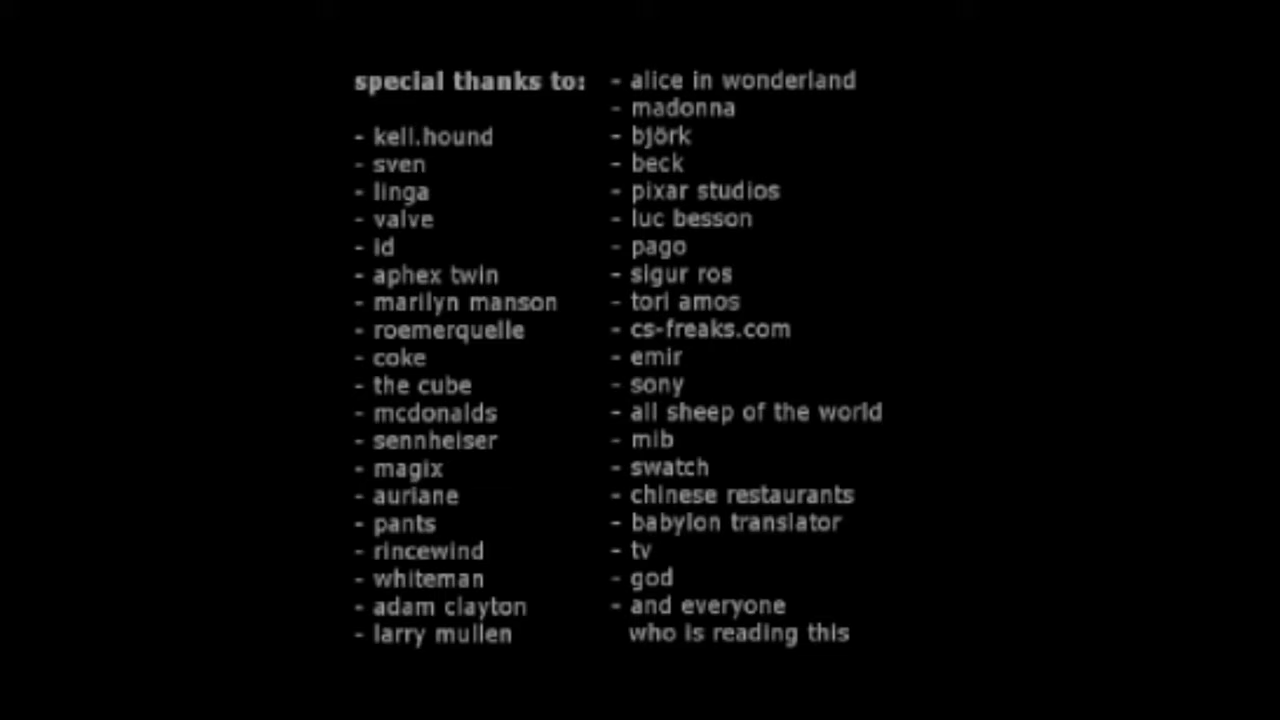 special thanks to:
- kell.hound
- sven
- linga
- valve
- id
- aphex twin
- marilyn manson
- roemerquelle
- coke
- the cube
- mcdonalds
- sennheiser
- magix
- auriane
- pants
- rincewind
- whiteman
- adam clayton
- larry mullen
- alice in wonderland
- madonna
- björk
- beck
- pixar studios
- luc besson
- pago
- sigur ros
- tori amos
- cs-freaks.com
- emir
- sony
- all sheep of the world
- mib
- swatch
- chinese restaurants
- babylon translator
- tv
- god
- and everyone
who is reading this